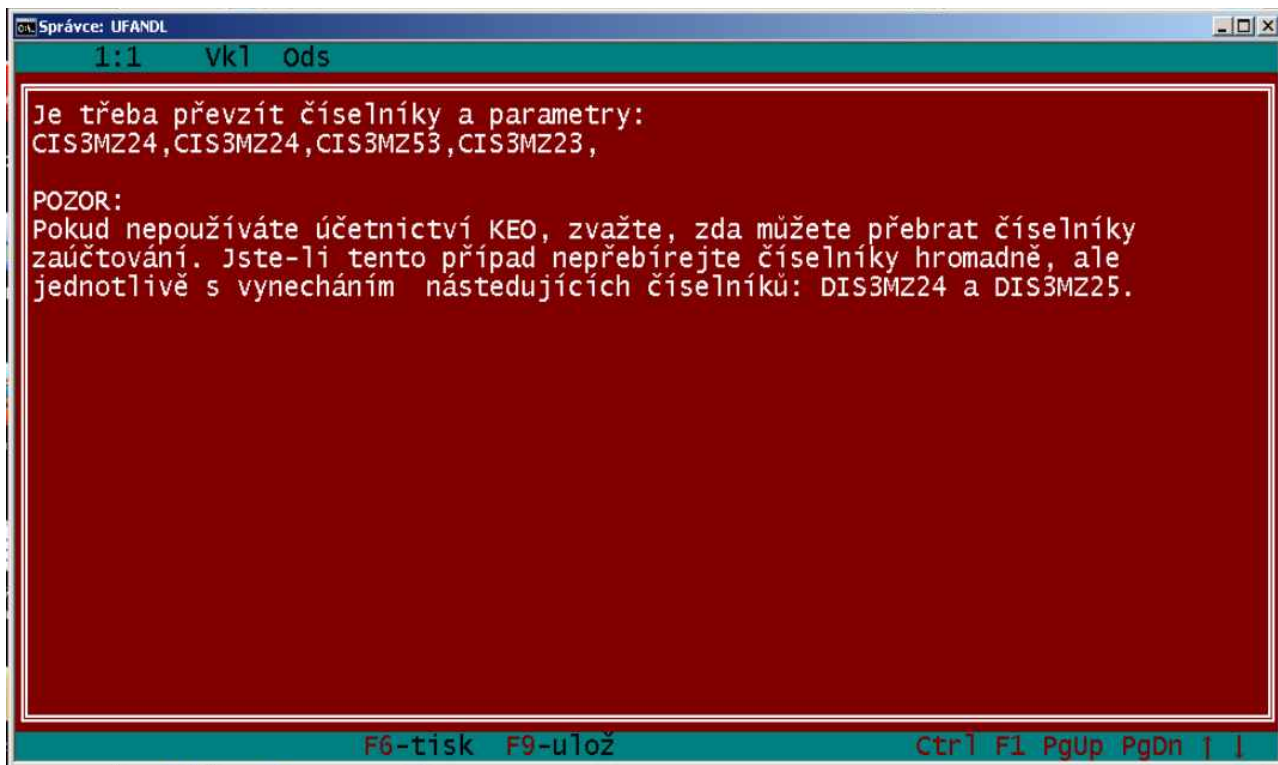 Správce: UFANDL
1:1 Vkl Ods
Je třeba převzít číselníky a parametry:
CIS3MZ24,CIS3MZ24,CIS3MZ53,CIS3MZ23,
POZOR:
Pokud nepoužíváte účetnictví KEO, zvažte, zda můžete přebrat číselníky
zaúčtování. Jste-li tento případ nepřebírejte číselníky hromadně, ale
jednotlivě s vynecháním nástedujících číselníků: DIS3MZ24 a DIS3MZ25.
F6-tisk F9-ulož Ctrl F1 PgUp PgDn ↑ ↓